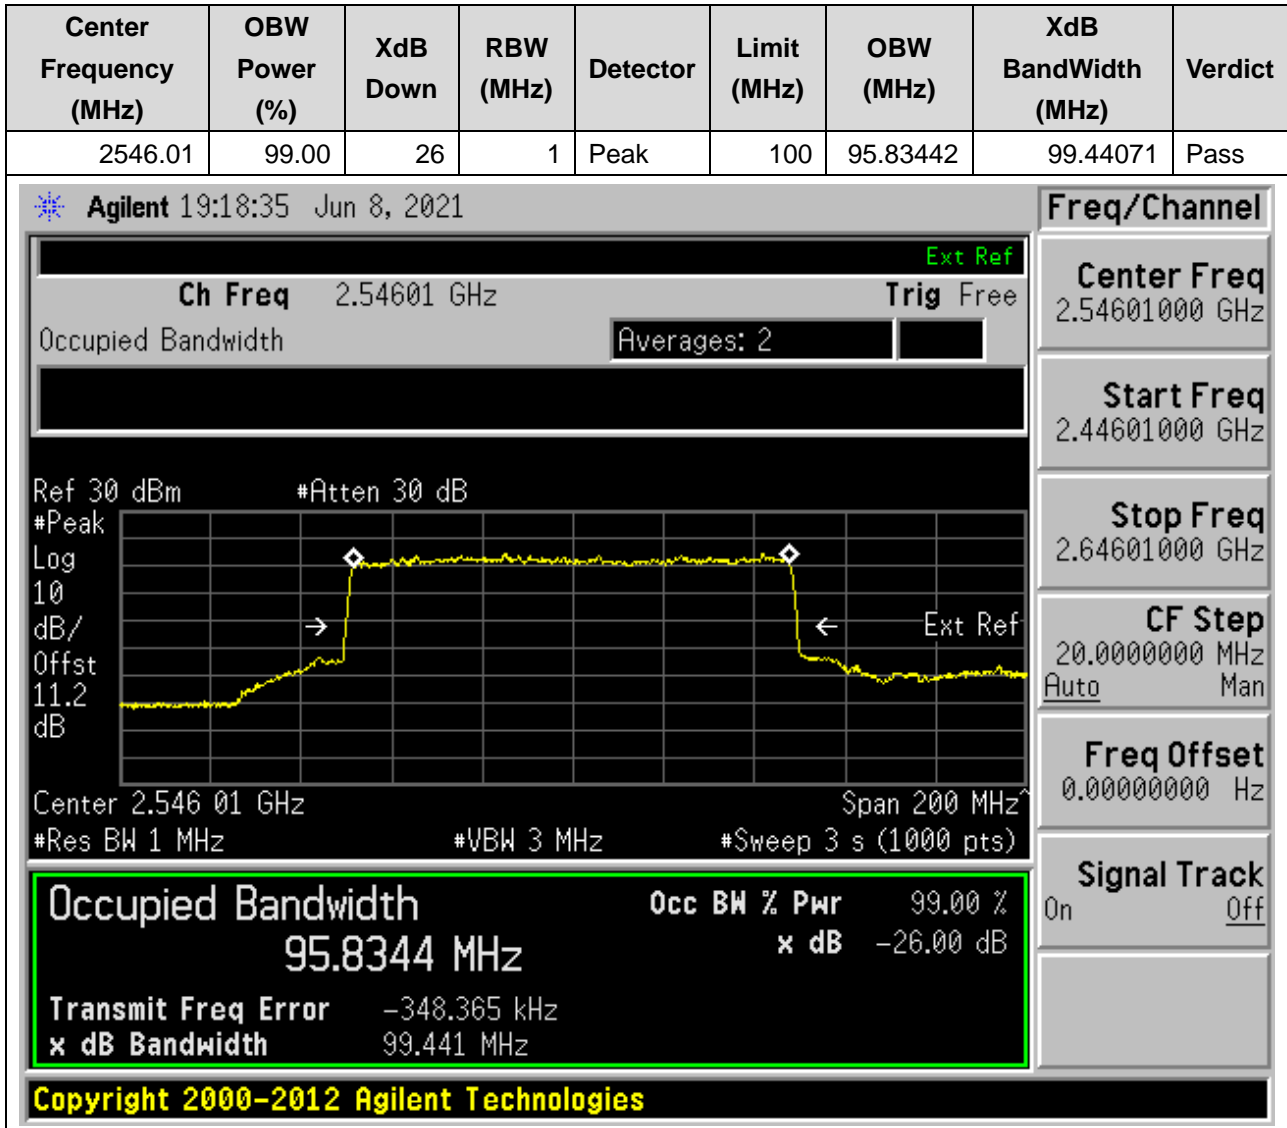 Center Frequency (MHz) OBW Power (%) XdB Down RBW (MHz) Detector Limit (MHz) OBW (MHz) XdB BandWidth (MHz) Verdict
2546.01 99.00 26 1 Peak 100 95.83442 99.44071 Pass
Agilent 19:18:35 Jun 8, 2021
Freq/Channel
Ext Ref
Ch Freq 2.54601 GHz Trig Free
Occupied Bandwidth Averages: 2
Center Freq
2.54601000 GHz
Start Freq
2.44601000 GHz
Stop Freq
2.64601000 GHz
CF Step
20.0000000 MHz
Auto Man
Freq Offset
0.00000000 Hz
Signal Track
On Off
Ref 30 dBm #Atten 30 dB
#Peak
Log
10
dB/
Offst
11.2
dB
Ext Ref
Center 2.546 01 GHz Span 200 MHz^
#Res BW 1 MHz #VBW 3 MHz #Sweep 3 s (1000 pts)
Occupied Bandwidth Occ BW % Pwr 99.00 %
95.8344 MHz x dB -26.00 dB
Transmit Freq Error -348.365 kHz
x dB Bandwidth 99.441 MHz
Copyright 2000-2012 Agilent Technologies